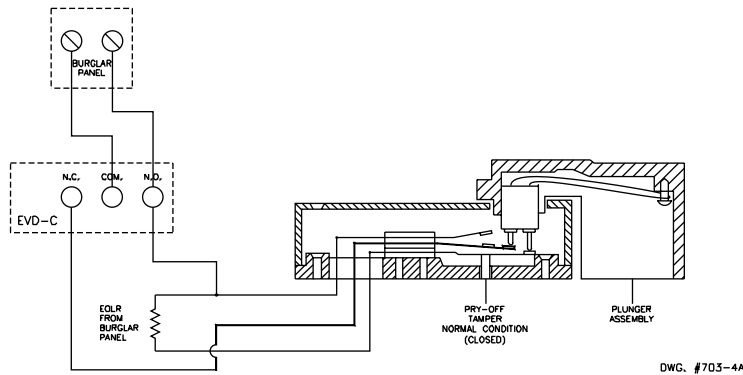 BURGLAR
PANEL
N.C. COM. N.O.
EVD-C
EOLR
FROM
BURGLAR
PANEL
PRY-OFF
TAMPER
NORMAL CONDITION
(CLOSED)
PLUNGER
ASSEMBLY
DWG. #703-4A